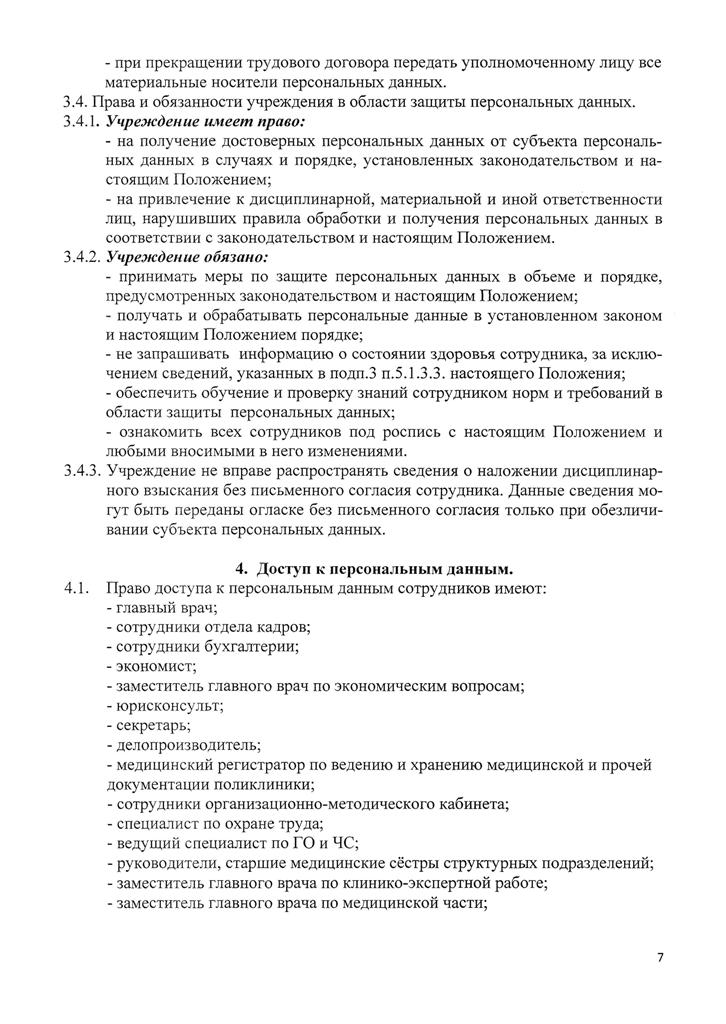 - при прекращении трудового договора передать уполномоченному лицу все
материальные носители персональных данных.
3.4. Права и обязанности учреждения в области защиты персональных данных.
3.4.1. Учреждение имеет право:
- на получение достоверных персональных данных от субъекта персональ-
ных данных в случаях и порядке, установленных законодательством и на-
стоящим Положением;
- на привлечение к дисциплинарной, материальной и иной ответственности
лиц, нарушивших правила обработки и получения персональных данных в
соответствии с законодательством и настоящим Положением.
3.4.2. Учреждение обязано:
- принимать меры по защите персональных данных в объеме и порядке,
предусмотренных законодательством и настоящим Положением;
- получать и обрабатывать персональные данные в установленном законом
и настоящим Положением порядке;
- не запрашивать информацию о состоянии здоровья сотрудника, за исклю-
чением сведений, указанных в подп.3 п.5.1.3.3. настоящего Положения;
- обеспечить обучение и проверку знаний сотрудником норм и требований в
области защиты персональных данных;
- ознакомить всех сотрудников под роспись с настоящим Положением и
любыми вносимыми в него изменениями.
3.4.3. Учреждение не вправе распространять сведения о наложении дисциплинар-
ного взыскания без письменного согласия сотрудника. Данные сведения мо-
гут быть переданы огласке без письменного согласия только при обезличи-
вании субъекта персональных данных.
4. Доступ к персональным данным.
4.1. Право доступа к персональным данным сотрудников имеют:
- главный врач;
- сотрудники отдела кадров;
- сотрудники бухгалтерии;
- экономист;
- заместитель главного врач по экономическим вопросам;
- юрисконсульт;
- секретарь;
- делопроизводитель;
- медицинский регистратор по ведению и хранению медицинской и прочей
документации поликлиники;
- сотрудники организационно-методического кабинета;
- специалист по охране труда;
- ведущий специалист по ГО и ЧС;
- руководители, старшие медицинские сёстры структурных подразделений;
- заместитель главного врача по клинико-экспертной работе;
- заместитель главного врача по медицинской части;
7